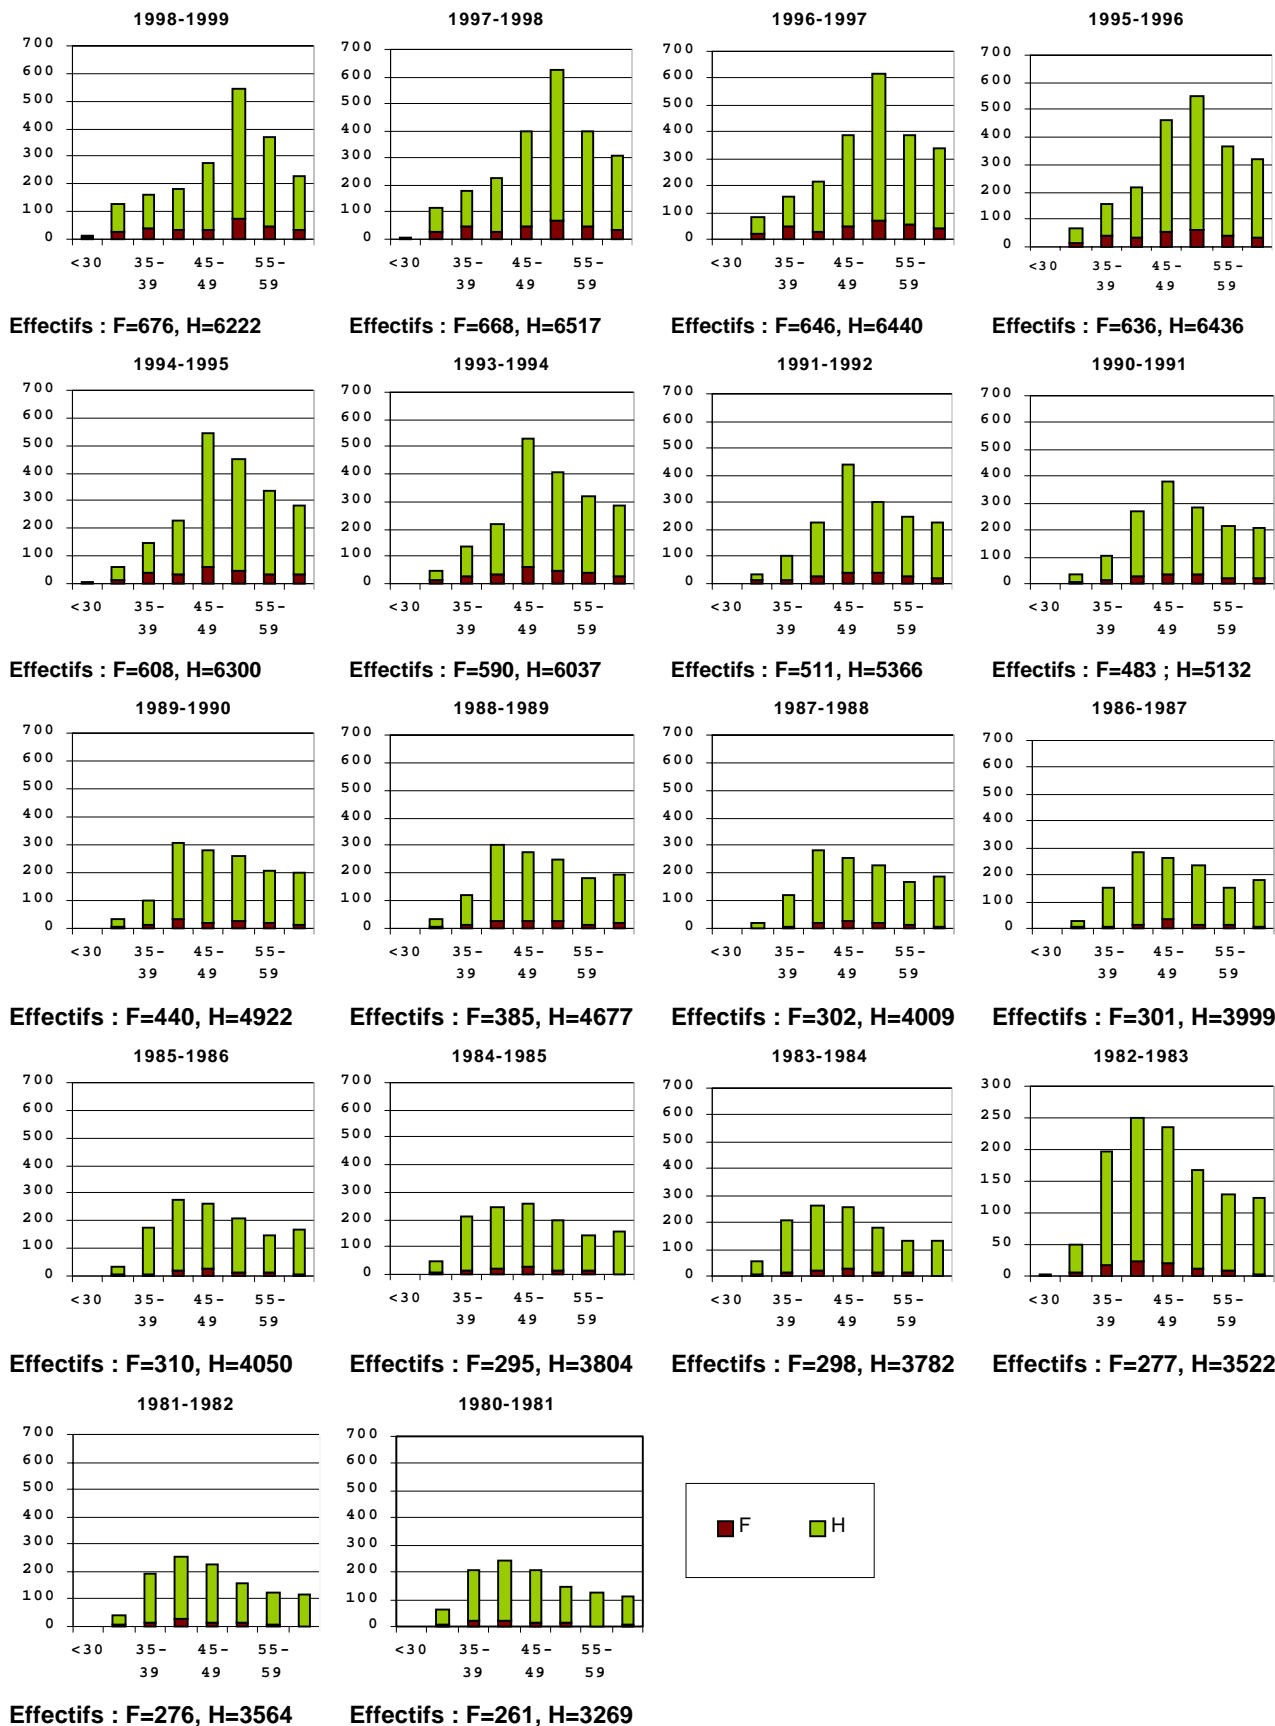 1998-1999
700
600
500
400
300
200
100
0
<30 35- 45- 55-
39 49 59
Effectifs : F=676, H=6222
1997-1998
700
600
500
400
300
200
100
0
<30 35- 45- 55-
39 49 59
Effectifs : F=668, H=6517
1996-1997
700
600
500
400
300
200
100
0
<30 35- 45- 55-
39 49 59
Effectifs : F=646, H=6440
1995-1996
700
600
500
400
300
200
100
0
<30 35- 45- 55-
39 49 59
Effectifs : F=636, H=6436
1994-1995
700
600
500
400
300
200
100
0
<30 35- 45- 55-
39 49 59
Effectifs : F=608, H=6300
1993-1994
700
600
500
400
300
200
100
0
<30 35- 45- 55-
39 49 59
Effectifs : F=590, H=6037
1991-1992
700
600
500
400
300
200
100
0
<30 35- 45- 55-
39 49 59
Effectifs : F=511, H=5366
1990-1991
700
600
500
400
300
200
100
0
<30 35- 45- 55-
39 49 59
Effectifs : F=483 ; H=5132
1989-1990
700
600
500
400
300
200
100
0
<30 35- 45- 55-
39 49 59
Effectifs : F=440, H=4922
1988-1989
700
600
500
400
300
200
100
0
<30 35- 45- 55-
39 49 59
Effectifs : F=385, H=4677
1987-1988
700
600
500
400
300
200
100
0
<30 35- 45- 55-
39 49 59
Effectifs : F=302, H=4009
1986-1987
700
600
500
400
300
200
100
0
<30 35- 45- 55-
39 49 59
Effectifs : F=301, H=3999
1985-1986
700
600
500
400
300
200
100
0
<30 35- 45- 55-
39 49 59
Effectifs : F=310, H=4050
1984-1985
700
600
500
400
300
200
100
0
<30 35- 45- 55-
39 49 59
Effectifs : F=295, H=3804
1983-1984
700
600
500
400
300
200
100
0
<30 35- 45- 55-
39 49 59
Effectifs : F=298, H=3782
1982-1983
300
250
200
150
100
50
0
<30 35- 45- 55-
39 49 59
Effectifs : F=277, H=3522
1981-1982
700
600
500
400
300
200
100
0
<30 35- 45- 55-
39 49 59
Effectifs : F=276, H=3564
1980-1981
700
600
500
400
300
200
100
0
<30 35- 45- 55-
39 49 59
Effectifs : F=261, H=3269
F H